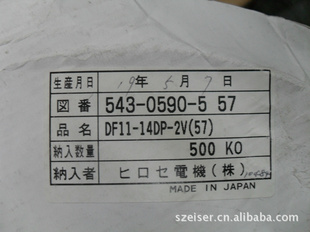 生産月日 19年 5月 7日
図番 543-0590-5 57
品名 DF11-14DP-2V(57)
納入数量 500 KO
納入者 ヒロセ電機(株)
MADE IN JAPAN
szeiser.cn.alibaba.com